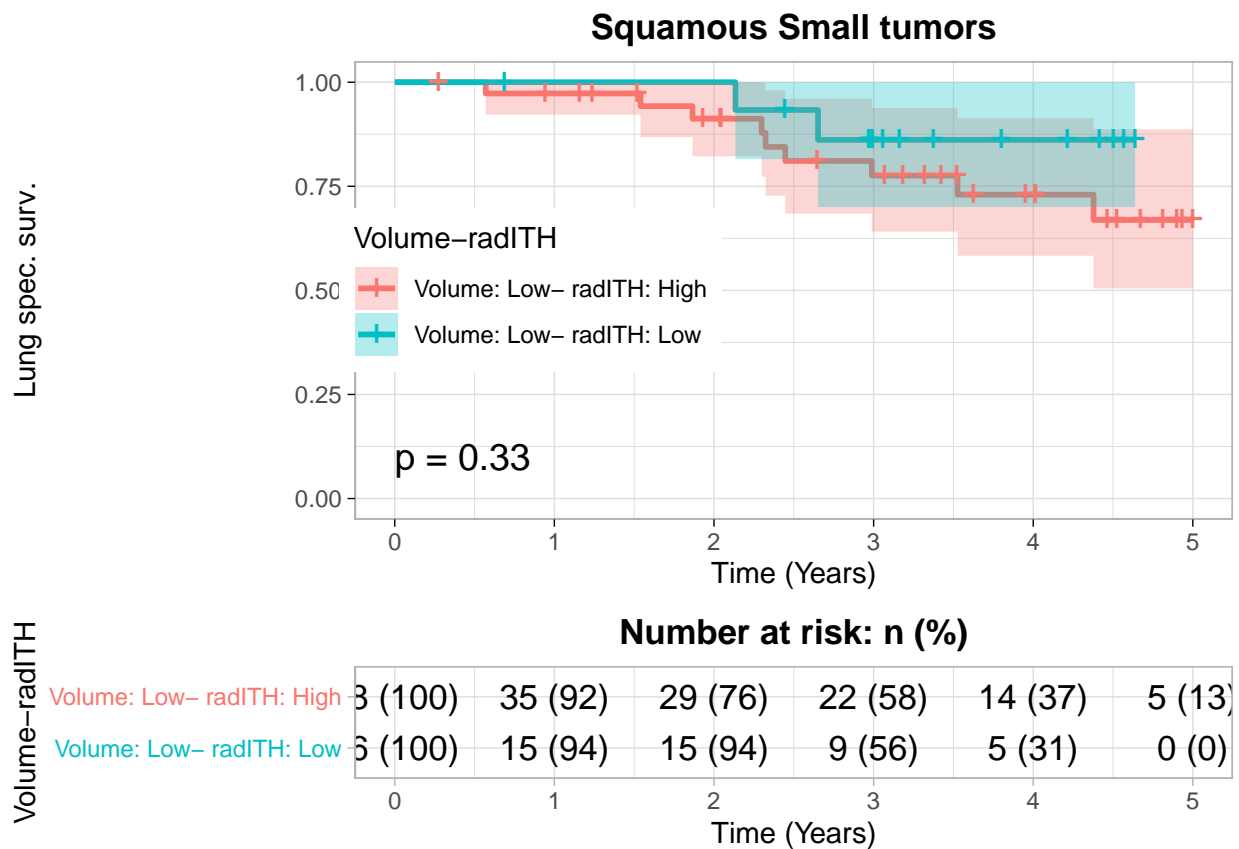 Squamous Small tumors
Lung spec. surv.
1.00
0.75
0.50
0.25
0.00
Volume−radITH
Volume: Low− radITH: High
Volume: Low− radITH: Low
p = 0.33
0 1 2 3 4 5
Time (Years)
Number at risk: n (%)
Volume−radITH
Volume: Low− radITH: High (100) 35 (92) 29 (76) 22 (58) 14 (37) 5 (13)
Volume: Low− radITH: Low (100) 15 (94) 15 (94) 9 (56) 5 (31) 0 (0)
0 1 2 3 4 5
Time (Years)